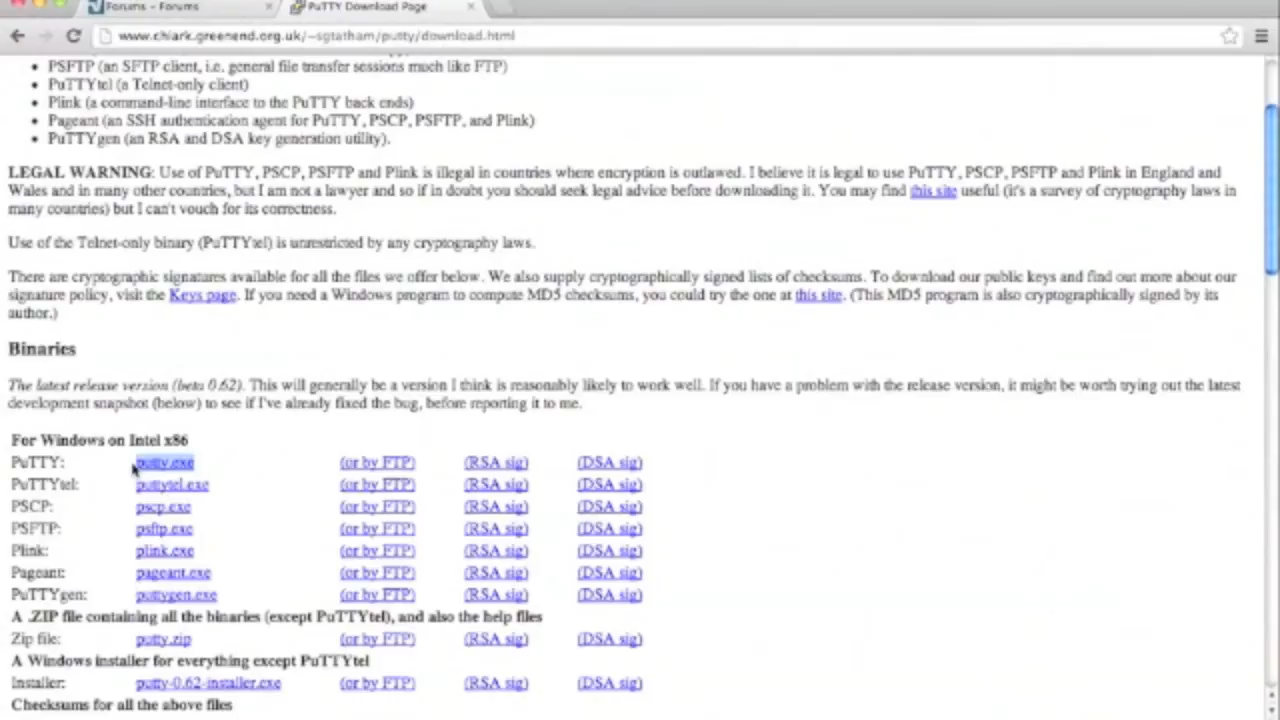 Forums – Forums
PuTTY Download Page
www.chiark.greenend.org.uk/~sgtatham/putty/download.html
PSFTP (an SFTP client, i.e. general file transfer sessions much like FTP)
PuTTYtel (a Telnet-only client)
Plink (a command-line interface to the PuTTY back ends)
Pageant (an SSH authentication agent for PuTTY, PSCP, PSFTP, and Plink)
PuTTYgen (an RSA and DSA key generation utility).
LEGAL WARNING: Use of PuTTY, PSCP, PSFTP and Plink is illegal in countries where encryption is outlawed. I believe it is legal to use PuTTY, PSCP, PSFTP and Plink in England and
Wales and in many other countries, but I am not a lawyer and so if in doubt you should seek legal advice before downloading it. You may find this site useful (it's a survey of cryptography laws in
many countries) but I can't vouch for its correctness.
Use of the Telnet-only binary (PuTTYtel) is unrestricted by any cryptography laws.
There are cryptographic signatures available for all the files we offer below. We also supply cryptographically signed lists of checksums. To download our public keys and find out more about our
signature policy, visit the Keys page. If you need a Windows program to compute MD5 checksums, you could try the one at this site. (This MD5 program is also cryptographically signed by its
author.)
Binaries
The latest release version (beta 0.62). This will generally be a version I think is reasonably likely to work well. If you have a problem with the release version, it might be worth trying out the latest
development snapshot (below) to see if I've already fixed the bug, before reporting it to me.
For Windows on Intel x86
PuTTY: putty.exe (or by FTP) (RSA sig) (DSA sig)
PuTTYtel: puttytel.exe (or by FTP) (RSA sig) (DSA sig)
PSCP: pscp.exe (or by FTP) (RSA sig) (DSA sig)
PSFTP: psftp.exe (or by FTP) (RSA sig) (DSA sig)
Plink: plink.exe (or by FTP) (RSA sig) (DSA sig)
Pageant: pageant.exe (or by FTP) (RSA sig) (DSA sig)
PuTTYgen: puttygen.exe (or by FTP) (RSA sig) (DSA sig)
A .ZIP file containing all the binaries (except PuTTYtel), and also the help files
Zip file: putty.zip (or by FTP) (RSA sig) (DSA sig)
A Windows installer for everything except PuTTYtel
Installer: putty-0.62-installer.exe (or by FTP) (RSA sig) (DSA sig)
Checksums for all the above files